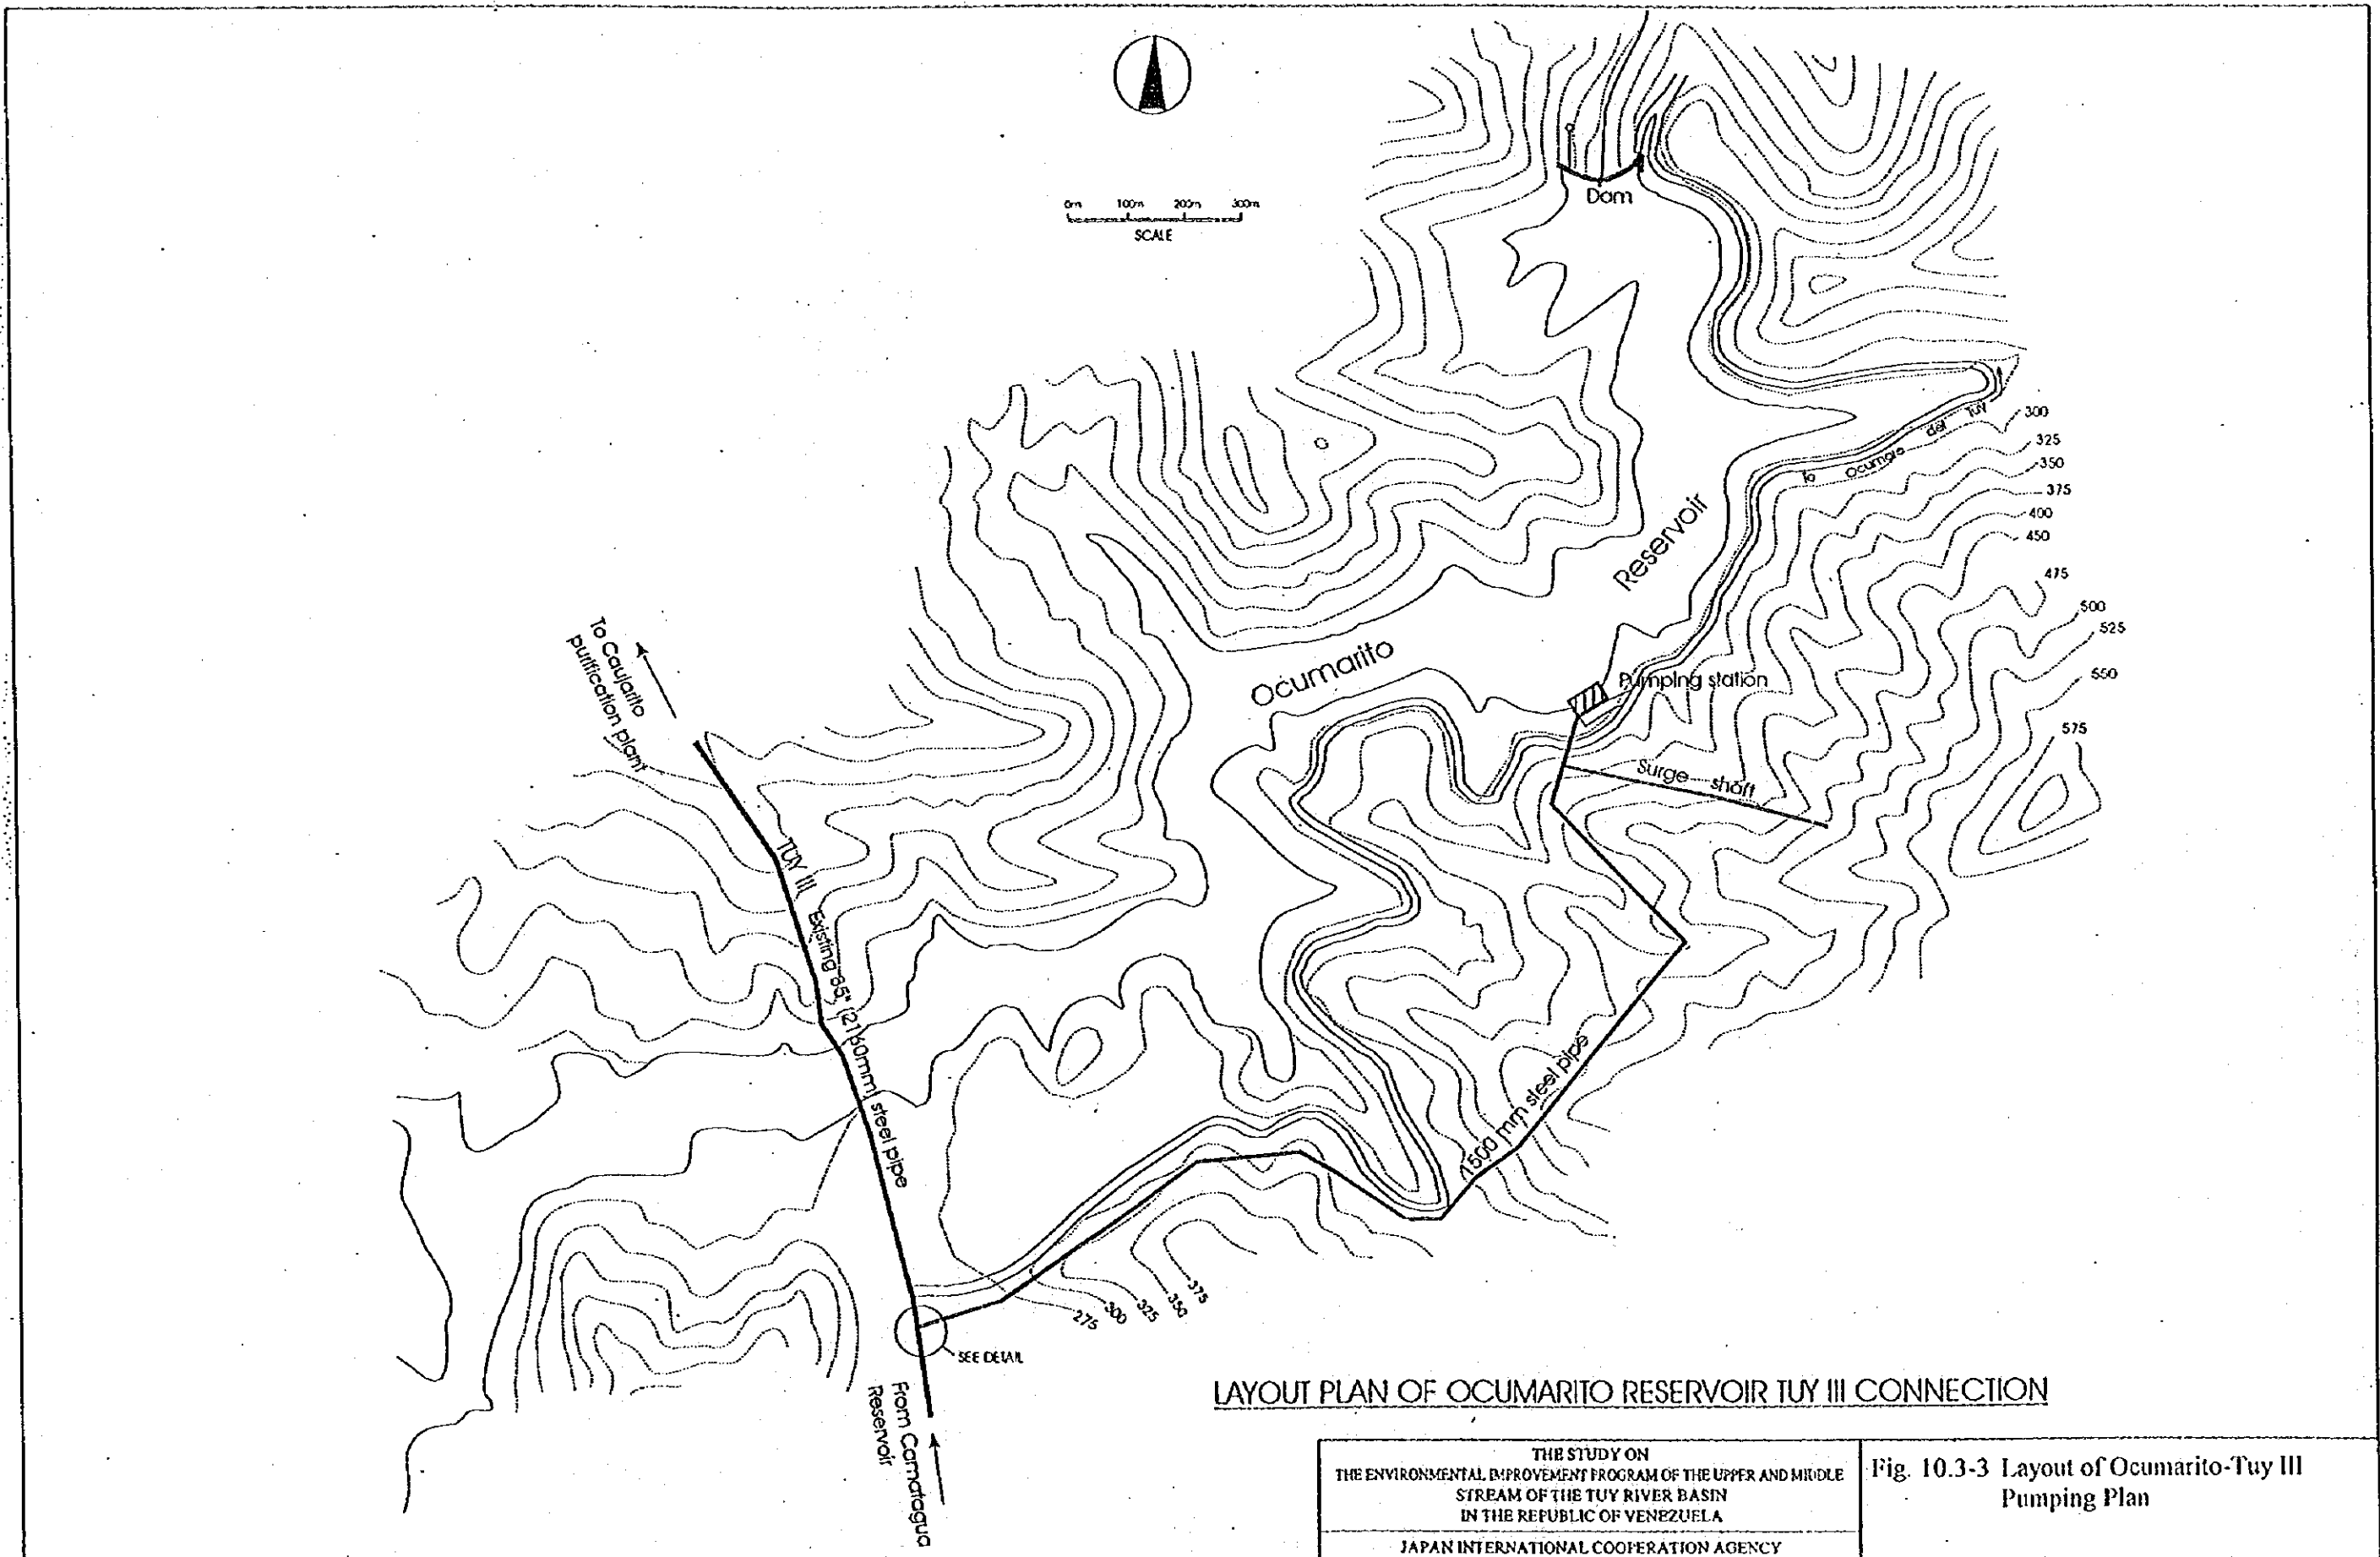 0m 100m 200m 300m
SCALE
Dam
300
325
350
375
400
450
475
500
525
550
575
to Ocumare del Tuy
Reservoir
Ocumarito
Pumping station
Surge shaft
To Caujarito
purification plant
TUY III Existing 85" (2160mm) steel pipe
1500 mm steel pipe
275
300
325
350
375
SEE DETAIL
From Camatagua
Reservoir
LAYOUT PLAN OF OCUMARITO RESERVOIR TUY III CONNECTION
THE STUDY ON
THE ENVIRONMENTAL IMPROVEMENT PROGRAM OF THE UPPER AND MIDDLE
STREAM OF THE TUY RIVER BASIN
IN THE REPUBLIC OF VENEZUELA
JAPAN INTERNATIONAL COOPERATION AGENCY
Fig. 10.3-3 Layout of Ocumarito-Tuy III
Pumping Plan